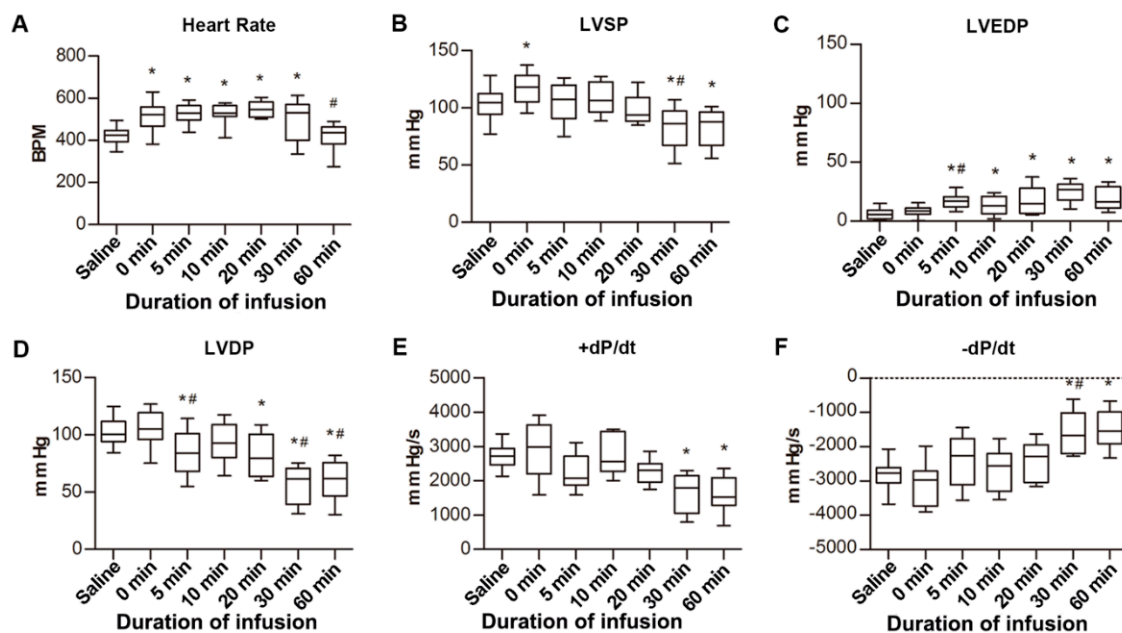 A
Heart Rate
BPM
800
600
400
200
0
*
*
*
*
*
#
Saline
0 min
5 min
10 min
20 min
30 min
60 min
Duration of infusion
B
LVSP
mmHg
150
100
50
0
*
*#
*
Saline
0 min
5 min
10 min
20 min
30 min
60 min
Duration of infusion
C
LVEDP
mmHg
150
100
50
0
*#
*
*
*
*
Saline
0 min
5 min
10 min
20 min
30 min
60 min
Duration of infusion
D
LVDP
mmHg
150
100
50
0
*#
*
*#
*#
Saline
0 min
5 min
10 min
20 min
30 min
60 min
Duration of infusion
E
+dP/dt
mmHg/s
5000
4000
3000
2000
1000
0
*
*
Saline
0 min
5 min
10 min
20 min
30 min
60 min
Duration of infusion
F
-dP/dt
mmHg/s
0
-1000
-2000
-3000
-4000
-5000
*#
*
Saline
0 min
5 min
10 min
20 min
30 min
60 min
Duration of infusion